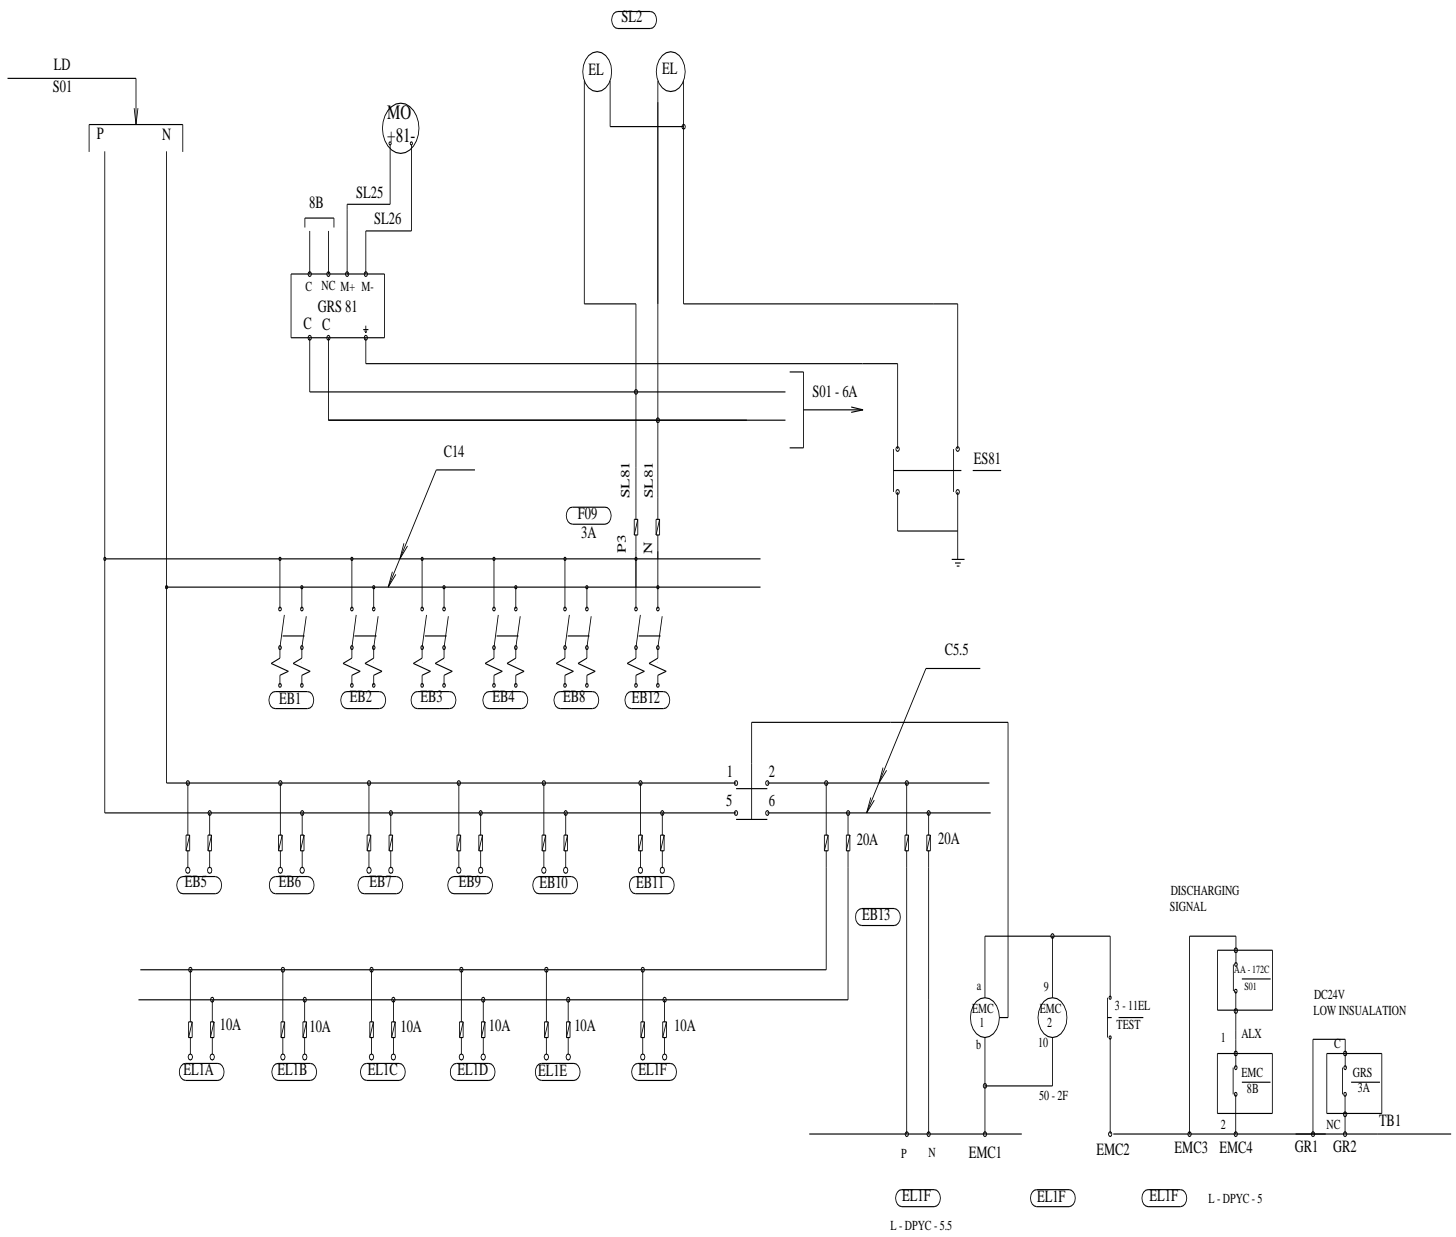 SL2
LD
S01
EL
EL
P
N
MO
+81-
SL25
8B
SL26
C NC M+ M-
GRS 81
C C +
S01 - 6A
C14
ES81
SL81
SL81
F09
3A
P3
N
C5.5
EB1
EB2
EB3
EB4
EB8
EB12
1
2
5
6
20A
20A
EB5
EB6
EB7
EB9
EB10
EB11
EB13
DISCHARGING
SIGNAL
AA - 172C
S01
a
9
EMC
1
EMC
2
b
10
3 - 11EL
TEST
DC24V
LOW INSUALATION
10A
10A
10A
10A
10A
10A
1
ALX
C
EL1A
EL1B
EL1C
EL1D
EL1E
EL1F
EMC
8B
GRS
3A
50 - 2F
2
NC
TB1
P
N
EMC1
EMC2
EMC3
EMC4
GR1
GR2
EL1F
EL1F
EL1F
L - DPYC - 5
L - DPYC - 5.5